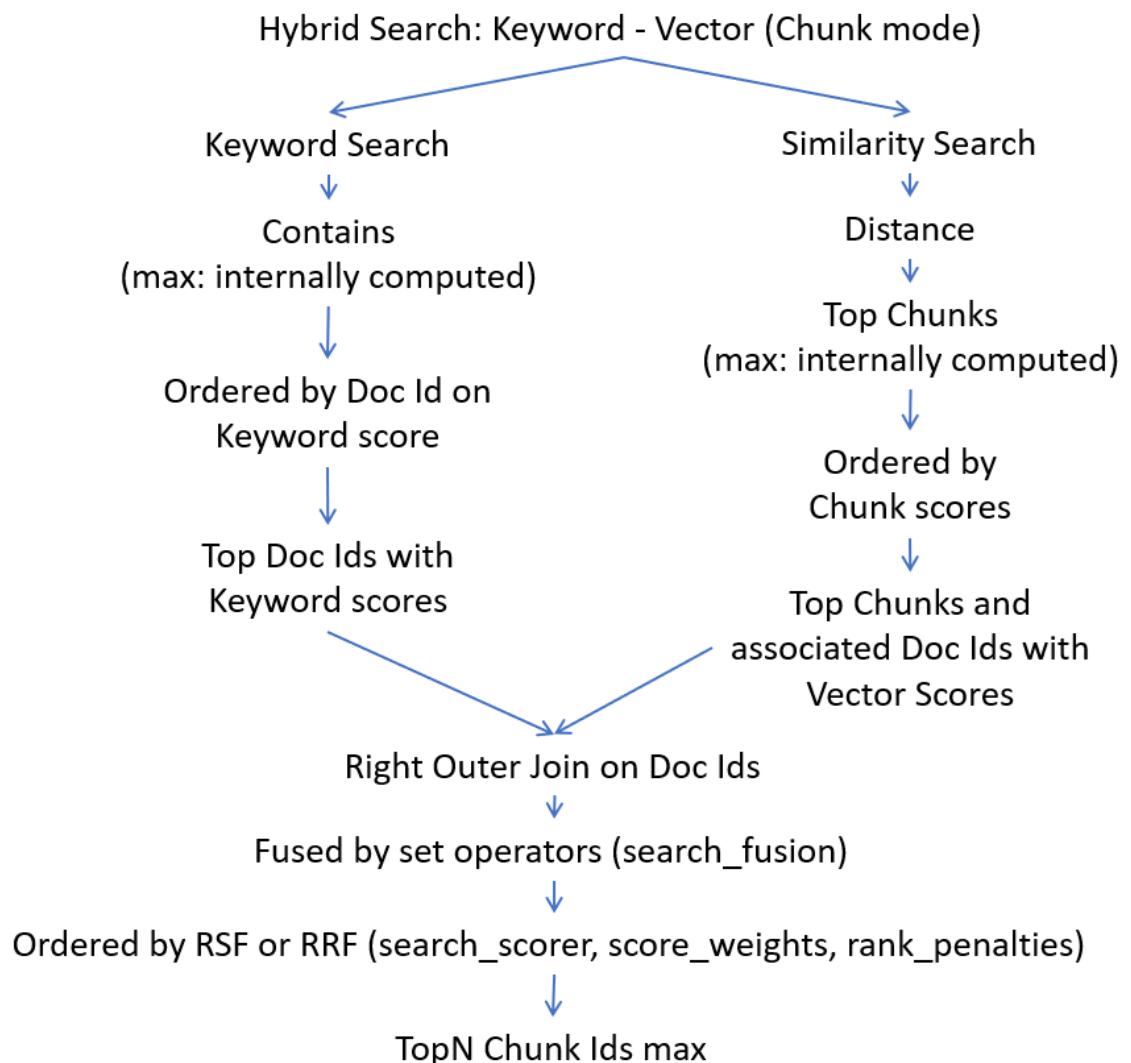 Hybrid Search: Keyword - Vector (Chunk mode)
Keyword Search
Contains
(max: internally computed)
Ordered by Doc Id on
Keyword score
Top Doc Ids with
Keyword scores
Similarity Search
Distance
Top Chunks
(max: internally computed)
Ordered by
Chunk scores
Top Chunks and
associated Doc Ids with
Vector Scores
Right Outer Join on Doc Ids
Fused by set operators (search_fusion)
Ordered by RSF or RRF (search_scorer, score_weights, rank_penalties)
TopN Chunk Ids max